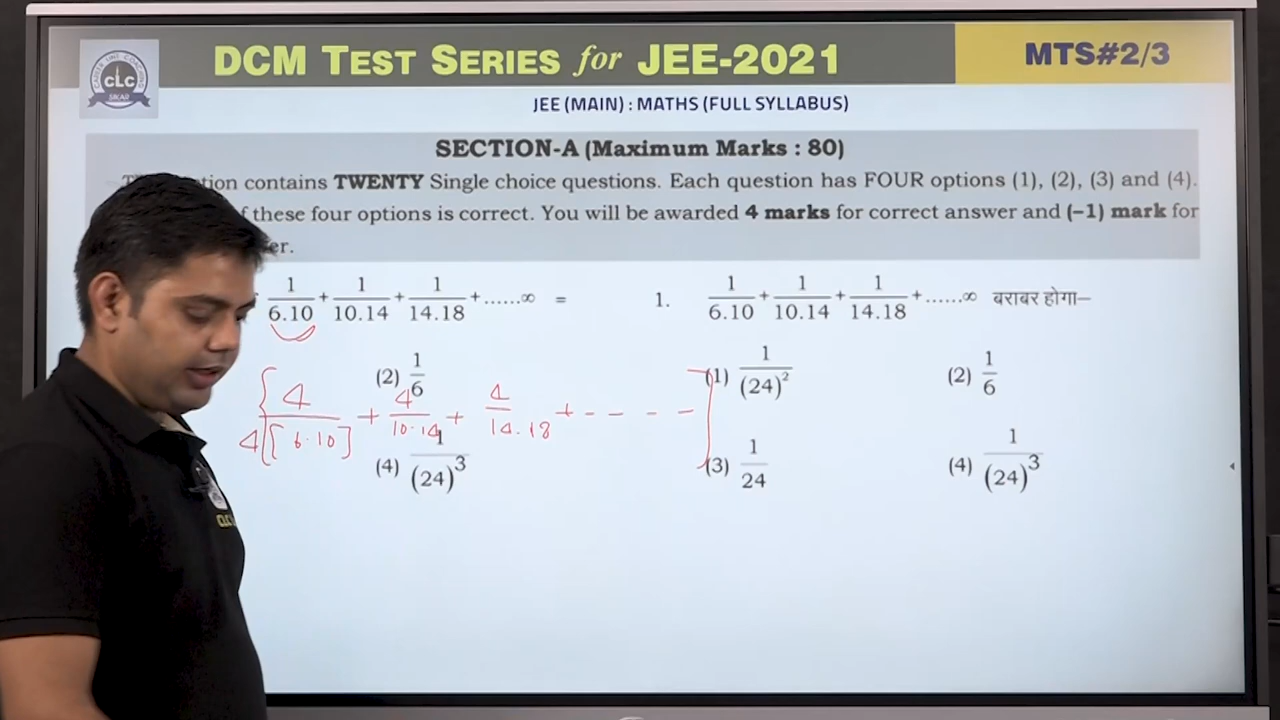 DCM TEST SERIES for JEE-2021
MTS#2/3
CLC
SIKAR
JEE (MAIN) : MATHS (FULL SYLLABUS)
SECTION-A (Maximum Marks : 80)
contains TWENTY Single choice questions. Each question has FOUR options (1), (2), (3) and (4).
these four options is correct. You will be awarded 4 marks for correct answer and (−1) mark for
1/6.10 + 1/10.14 + 1/14.18 + ......∞ =
(2) 1/6
(4) 1/(24)^3
{4/4[6·10] + 4/10·14 + 4/14.18 + - - - - ]
1. 1/6.10 + 1/10.14 + 1/14.18 + ......∞ बराबर होगा–
(1) 1/(24)^2 (2) 1/6
(3) 1/24 (4) 1/(24)^3